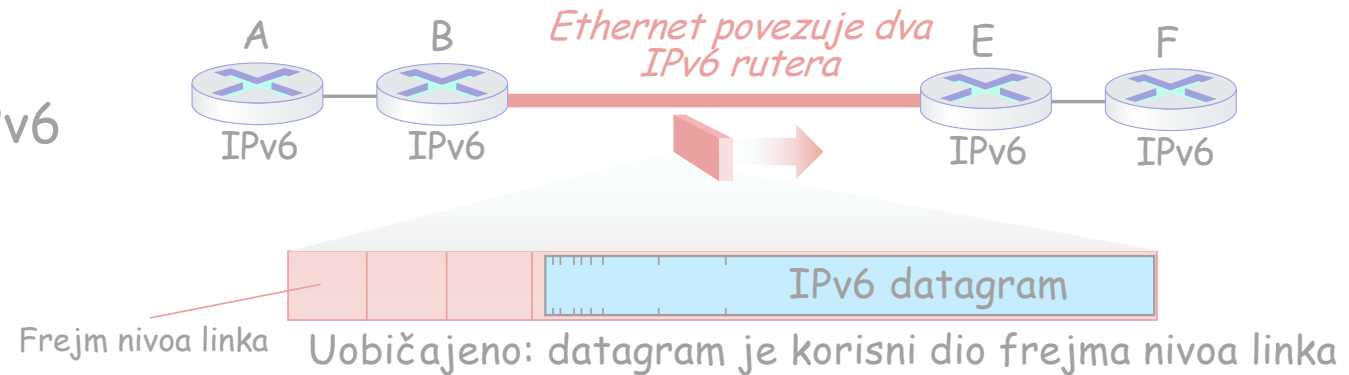 A
B
Ethernet povezuje dva
IPv6 rutera
E
F
Pv6
IPv6
IPv6
IPv6
IPv6
IPv6 datagram
Frejm nivoa linka
Uobičajeno: datagram je korisni dio frejma nivoa linka